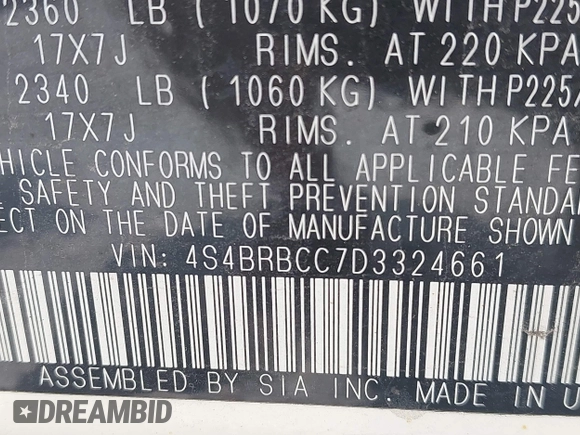 2360 LB ( 1070 KG) WITH P225
17X7J RIMS. AT 220 KPA
2340 LB ( 1060 KG) WITH P225
17X7J RIMS. AT 210 KPA
HICLE CONFORMS TO ALL APPLICABLE FE
SAFETY AND THEFT PREVENTION STANDA
ECT ON THE DATE OF MANUFACTURE SHOWN
VIN: 4S4BRBCC7D3324661
ASSEMBLED BY SIA INC. MADE IN U
DREAMBID